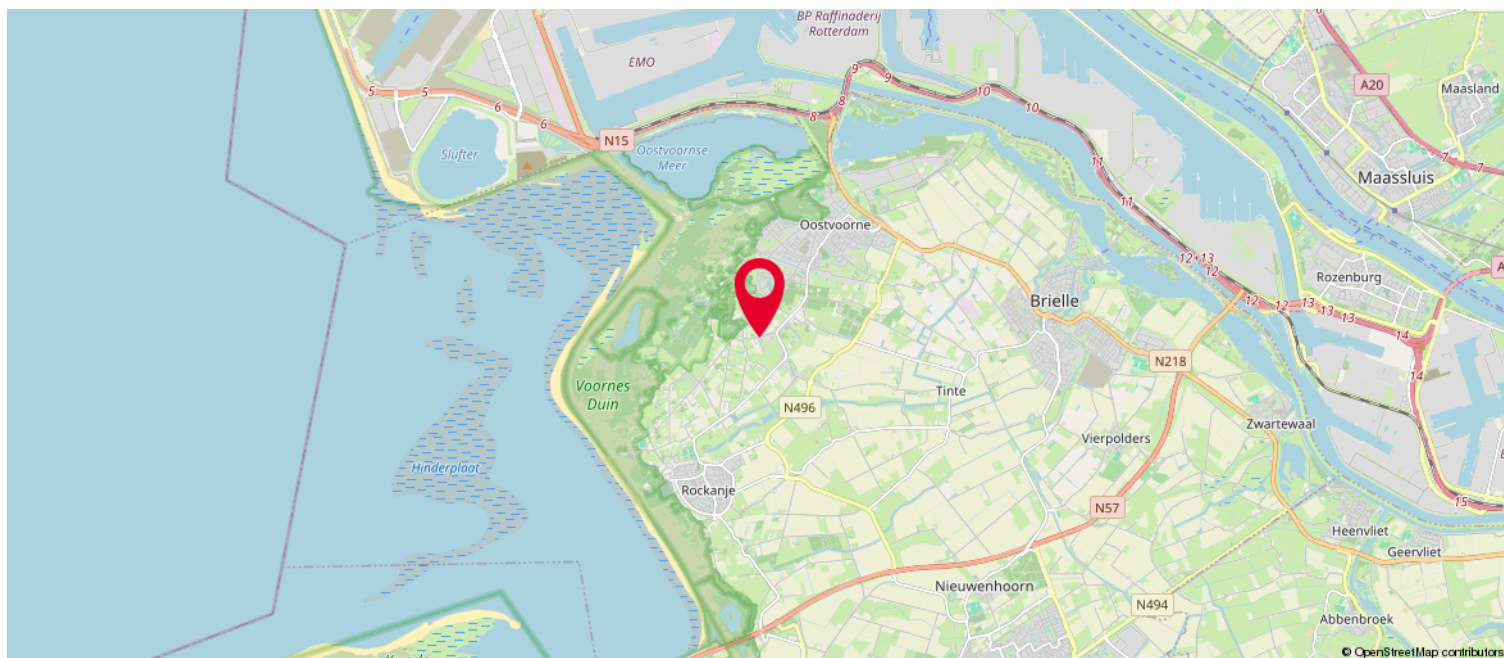 BP Raffinaderij
Rotterdam
EMO
5
5
6
6
N15
8
8
9
9
10
10
11
11
12+13
12
12
12
13
13
13
14
14
15
A20
7
7
6
Maasland
Maassluis
Slufter
Oostvoornse
Meer
Oostvoorne
Rozenburg
A
Brielle
N218
Voornes
Duin
N496
Tinte
Vierpolders
Zwartewaal
Hinderplaat
Rockanje
N57
Heenvliet
Geervliet
Nieuwenhoorn
N494
Abbenbroek
© OpenStreetMap contributors